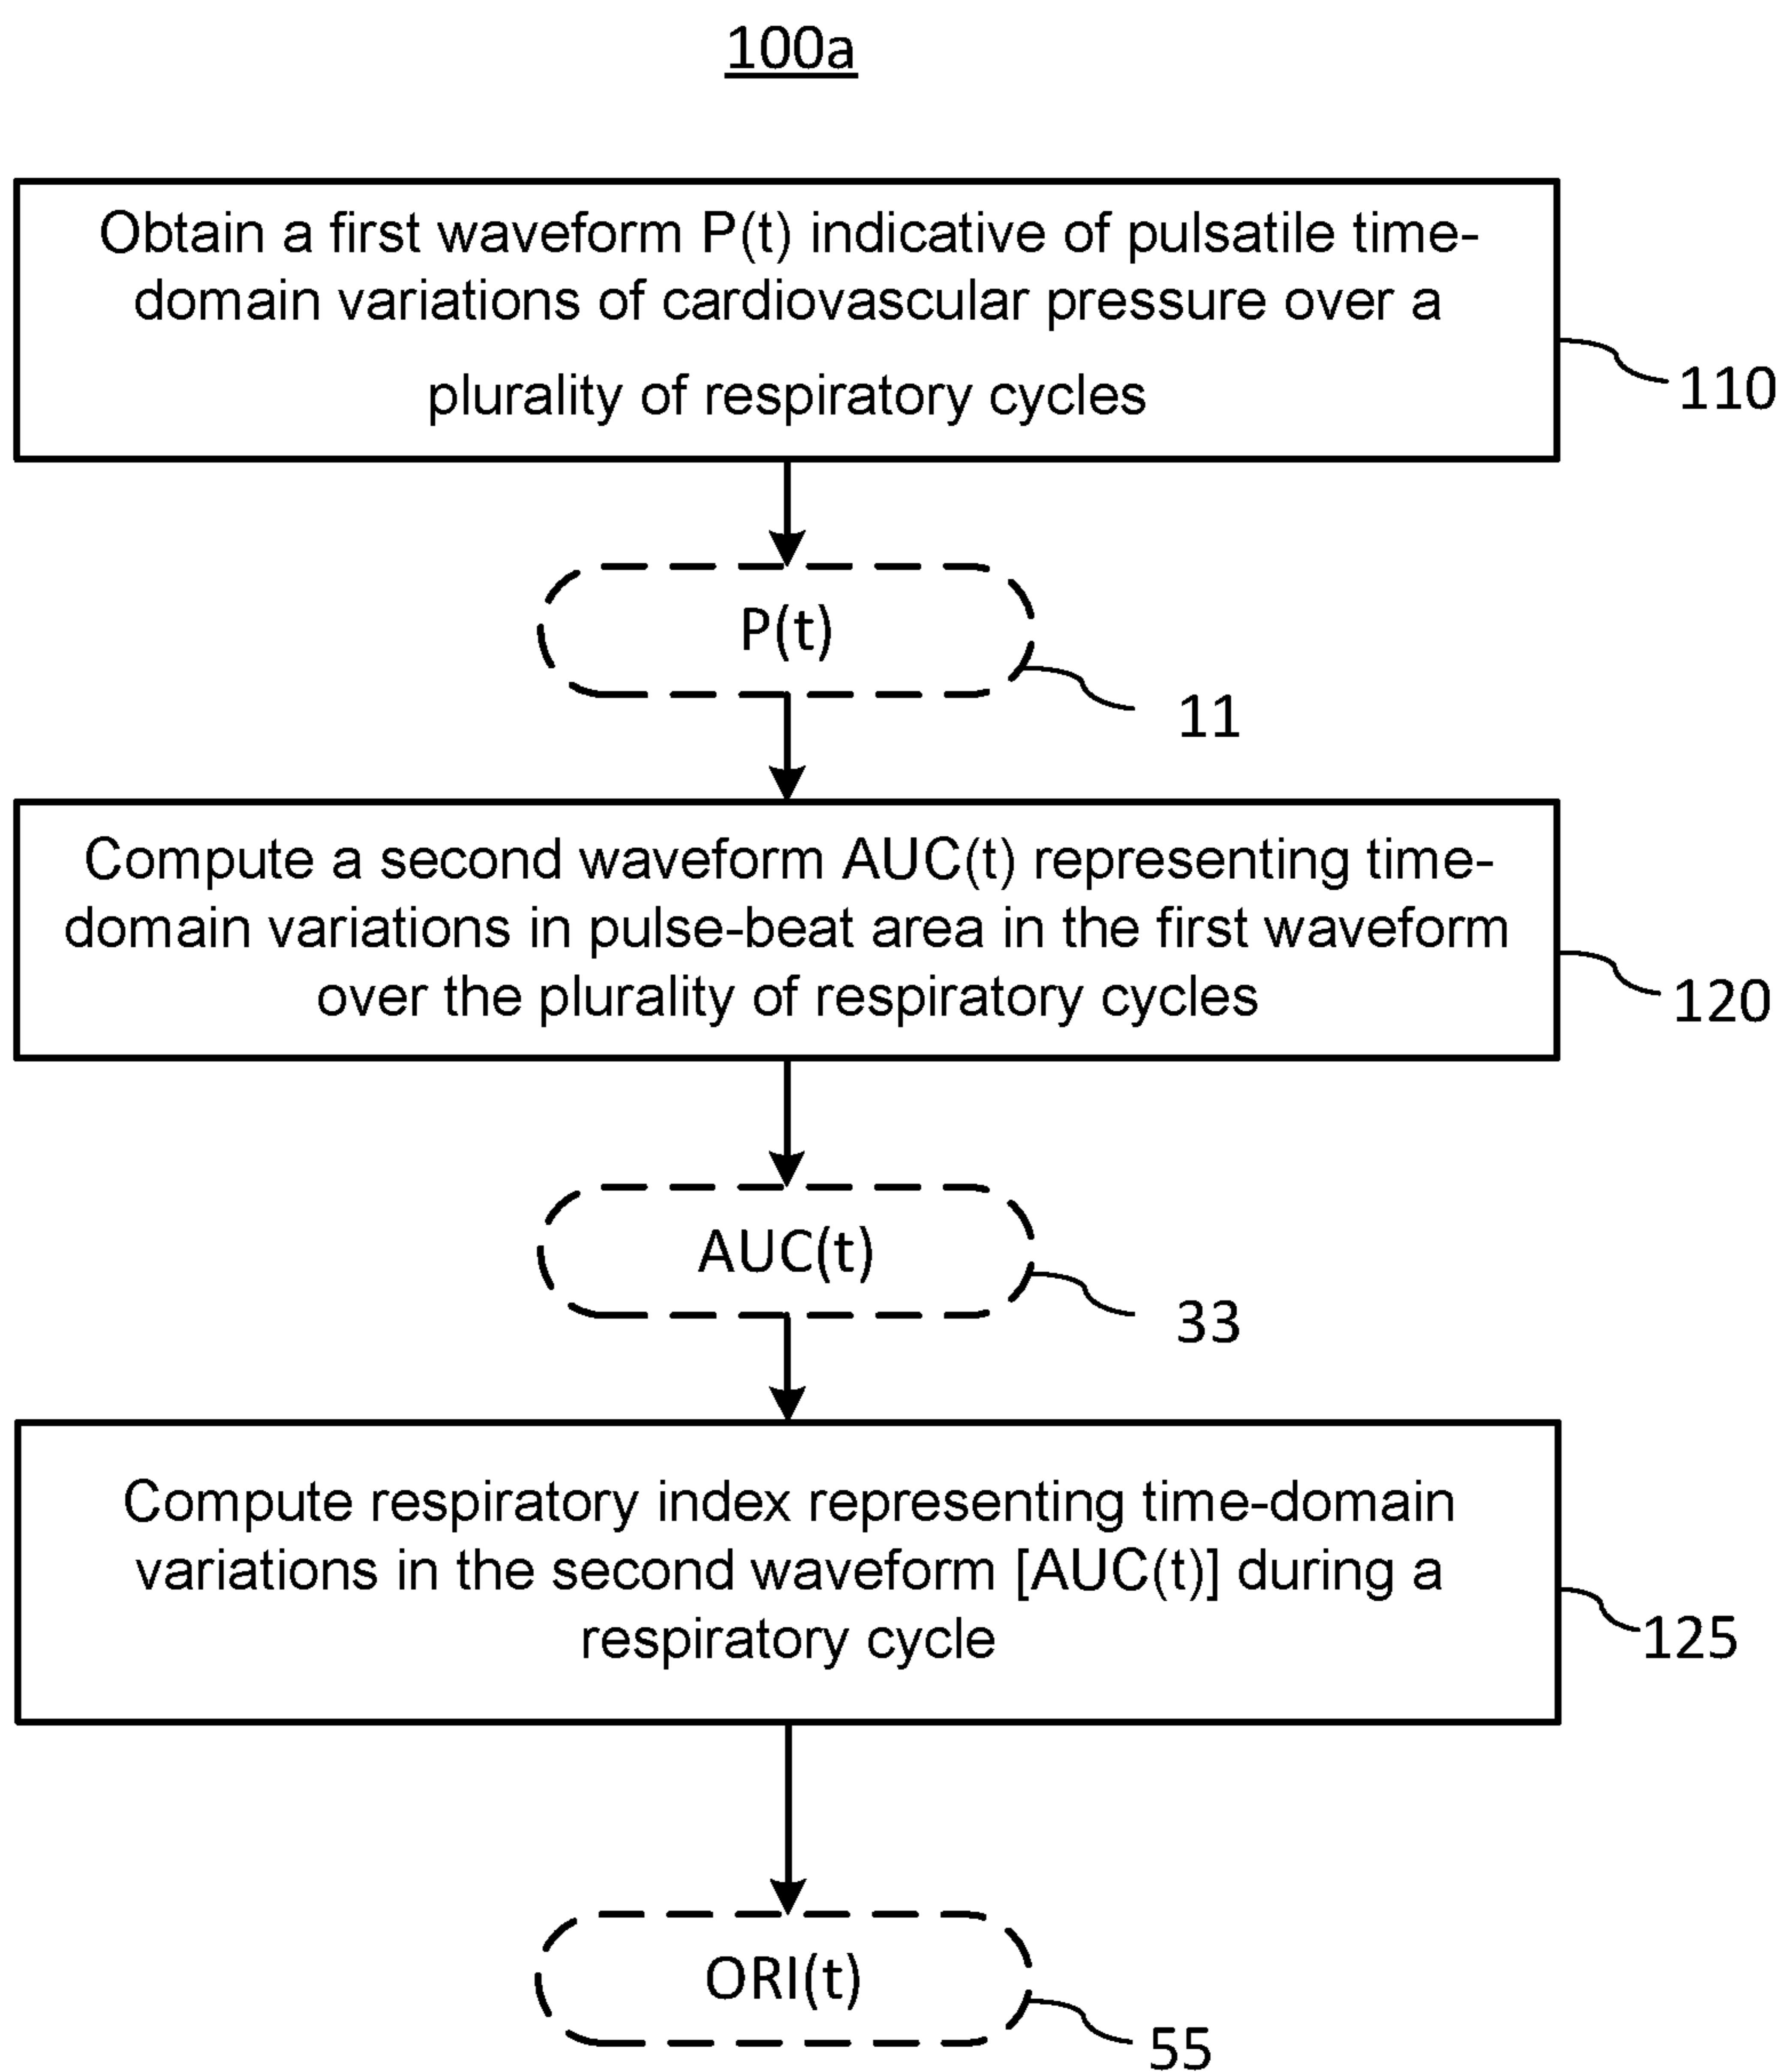 100a
Obtain a first waveform P(t) indicative of pulsatile time-
domain variations of cardiovascular pressure over a
plurality of respiratory cycles
110
P(t)
11
Compute a second waveform AUC(t) representing time-
domain variations in pulse-beat area in the first waveform
over the plurality of respiratory cycles
120
AUC(t)
33
Compute respiratory index representing time-domain
variations in the second waveform [AUC(t)] during a
respiratory cycle
125
ORI(t)
55